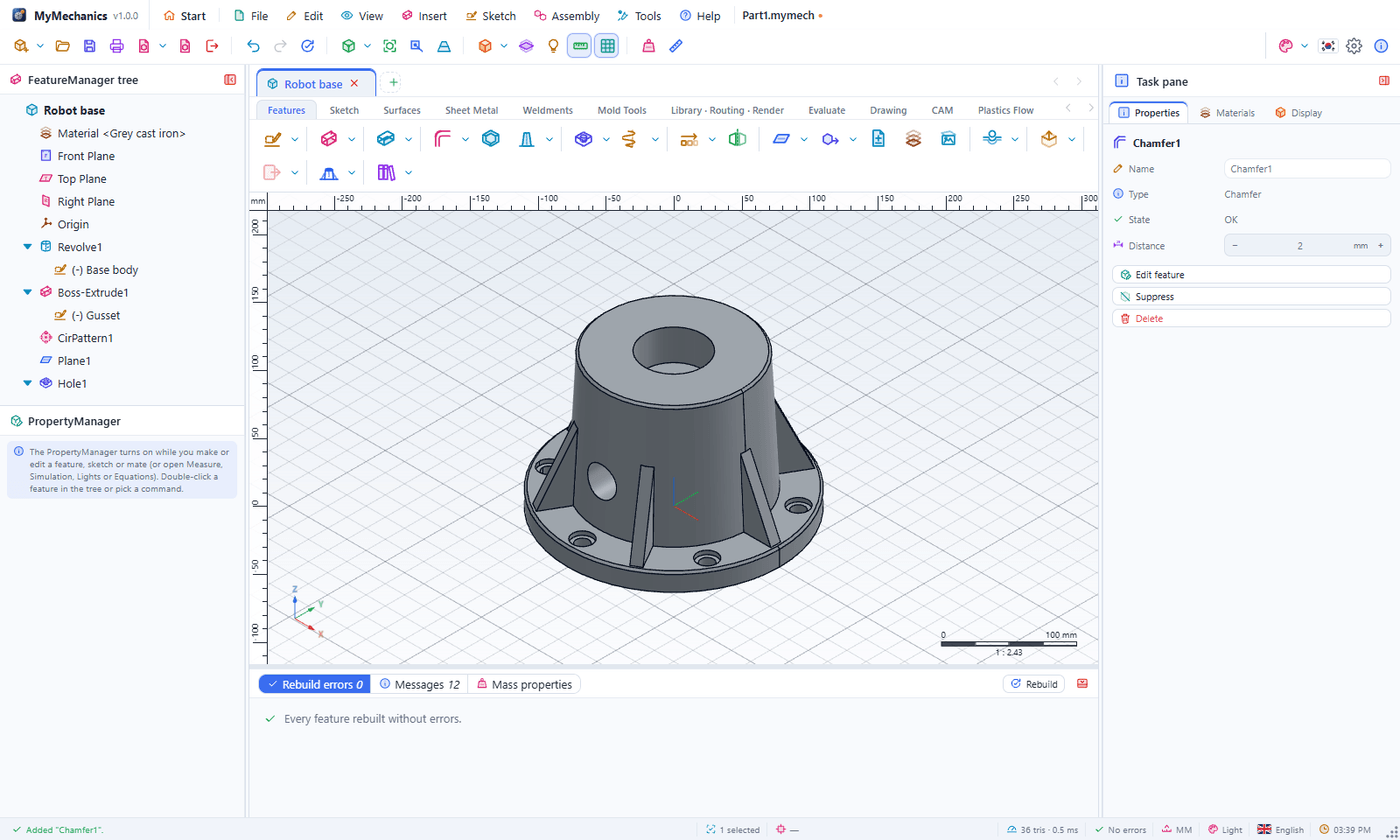 MyMechanics v1.0.0 Start File Edit View Insert Sketch Assembly Tools Help Part1.mymech
FeatureManager tree
Robot base
Material <Grey cast iron>
Front Plane
Top Plane
Right Plane
Origin
Revolve1
(-) Base body
Boss-Extrude1
(-) Gusset
CirPattern1
Plane1
Hole1
PropertyManager
The PropertyManager turns on while you make or
edit a feature, sketch or mate (or open Measure,
Simulation, Lights or Equations). Double-click a
feature in the tree or pick a command.
Robot base
Features Sketch Surfaces Sheet Metal Weldments Mold Tools Library · Routing · Render Evaluate Drawing CAM Plastics Flow
mm -250 -200 -150 -100 -50 0 50 100 150 200 250 300
200
150
100
50
0
-50
-100
Z
Y
X
0 100 mm
1 : 2.43
Rebuild errors 0 Messages 12 Mass properties Rebuild
Every feature rebuilt without errors.
Task pane
Properties Materials Display
Chamfer1
Name Chamfer1
Type Chamfer
State OK
Distance − 2 mm +
Edit feature
Suppress
Delete
Added "Chamfer1". 1 selected — 36 tris · 0.5 ms No errors MM Light English 03:39 PM